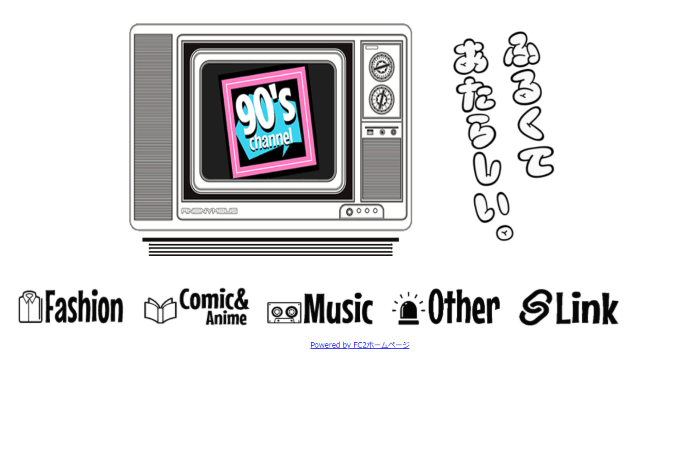 90's
channel
ANONYMOUS
ふるくて
あたらしい。
Fashion
Comic&
Anime
Music
Other
Link
Powered by FC2ホームページ